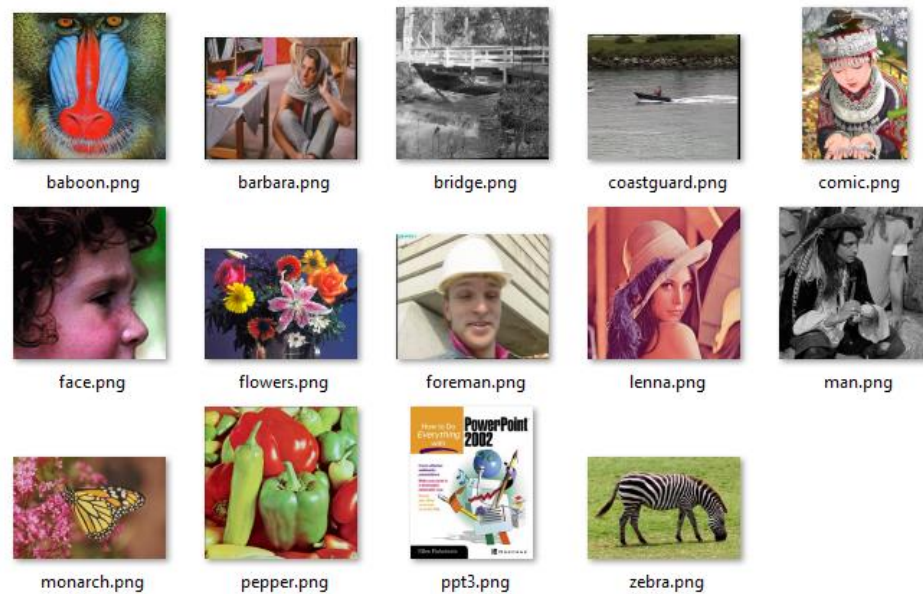 baboon.png
barbara.png
bridge.png
coastguard.png
comic.png
face.png
flowers.png
foreman.png
lenna.png
man.png
monarch.png
pepper.png
How to Do
Everything
with
PowerPoint
2002
ppt3.png
zebra.png